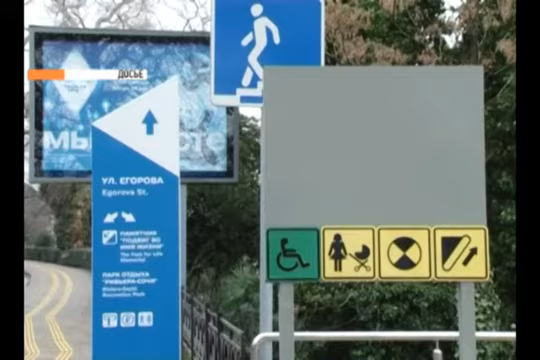 ДОСЬЕ
мы
те
УЛ. ЕГОРОВА
Egorova St.
ПАМЯТНИК
"ПОДВИГ ВО
ИМЯ ЖИЗНИ"
The Feat for Life
Memorial
ПАРК ОТДЫХА
"РИВЬЕРА-СОЧИ"
Riviera-Sochi
Recreation Park